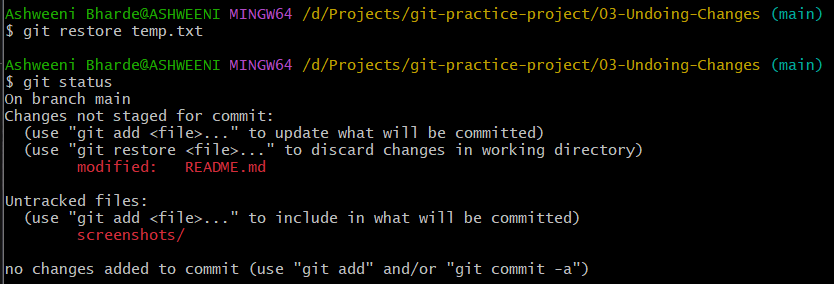 Ashweeni Bharde@ASHWEENI MINGW64 /d/Projects/git-practice-project/03-Undoing-Changes (main)
$ git restore temp.txt
Ashweeni Bharde@ASHWEENI MINGW64 /d/Projects/git-practice-project/03-Undoing-Changes (main)
$ git status
On branch main
Changes not staged for commit:
  (use "git add <file>..." to update what will be committed)
  (use "git restore <file>..." to discard changes in working directory)
        modified:   README.md
Untracked files:
  (use "git add <file>..." to include in what will be committed)
        screenshots/
no changes added to commit (use "git add" and/or "git commit -a")